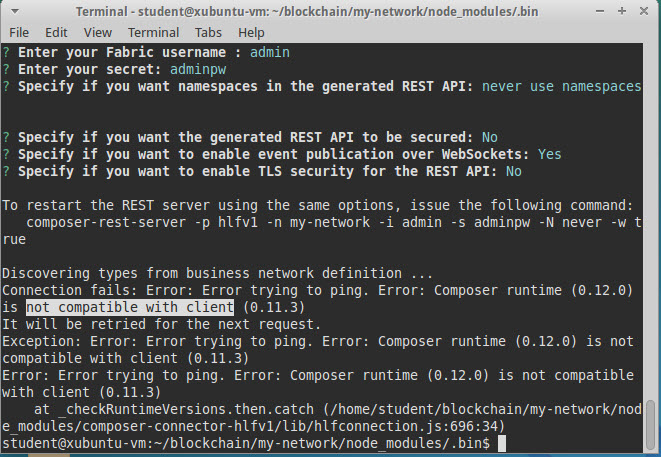 Terminal - student@xubuntu-vm: ~/blockchain/my-network/node_modules/.bin
File Edit View Terminal Tabs Help
? Enter your Fabric username : admin
? Enter your secret: adminpw
? Specify if you want namespaces in the generated REST API: never use namespaces
? Specify if you want the generated REST API to be secured: No
? Specify if you want to enable event publication over WebSockets: Yes
? Specify if you want to enable TLS security for the REST API: No
To restart the REST server using the same options, issue the following command:
composer-rest-server -p hlfv1 -n my-network -i admin -s adminpw -N never -w t
rue
Discovering types from business network definition ...
Connection fails: Error: Error trying to ping. Error: Composer runtime (0.12.0)
is not compatible with client (0.11.3)
It will be retried for the next request.
Exception: Error: Error trying to ping. Error: Composer runtime (0.12.0) is not
compatible with client (0.11.3)
Error: Error trying to ping. Error: Composer runtime (0.12.0) is not compatible
with client (0.11.3)
at _checkRuntimeVersions.then.catch (/home/student/blockchain/my-network/nod
e_modules/composer-connector-hlfv1/lib/hlfconnection.js:696:34)
student@xubuntu-vm:~/blockchain/my-network/node_modules/.bin$